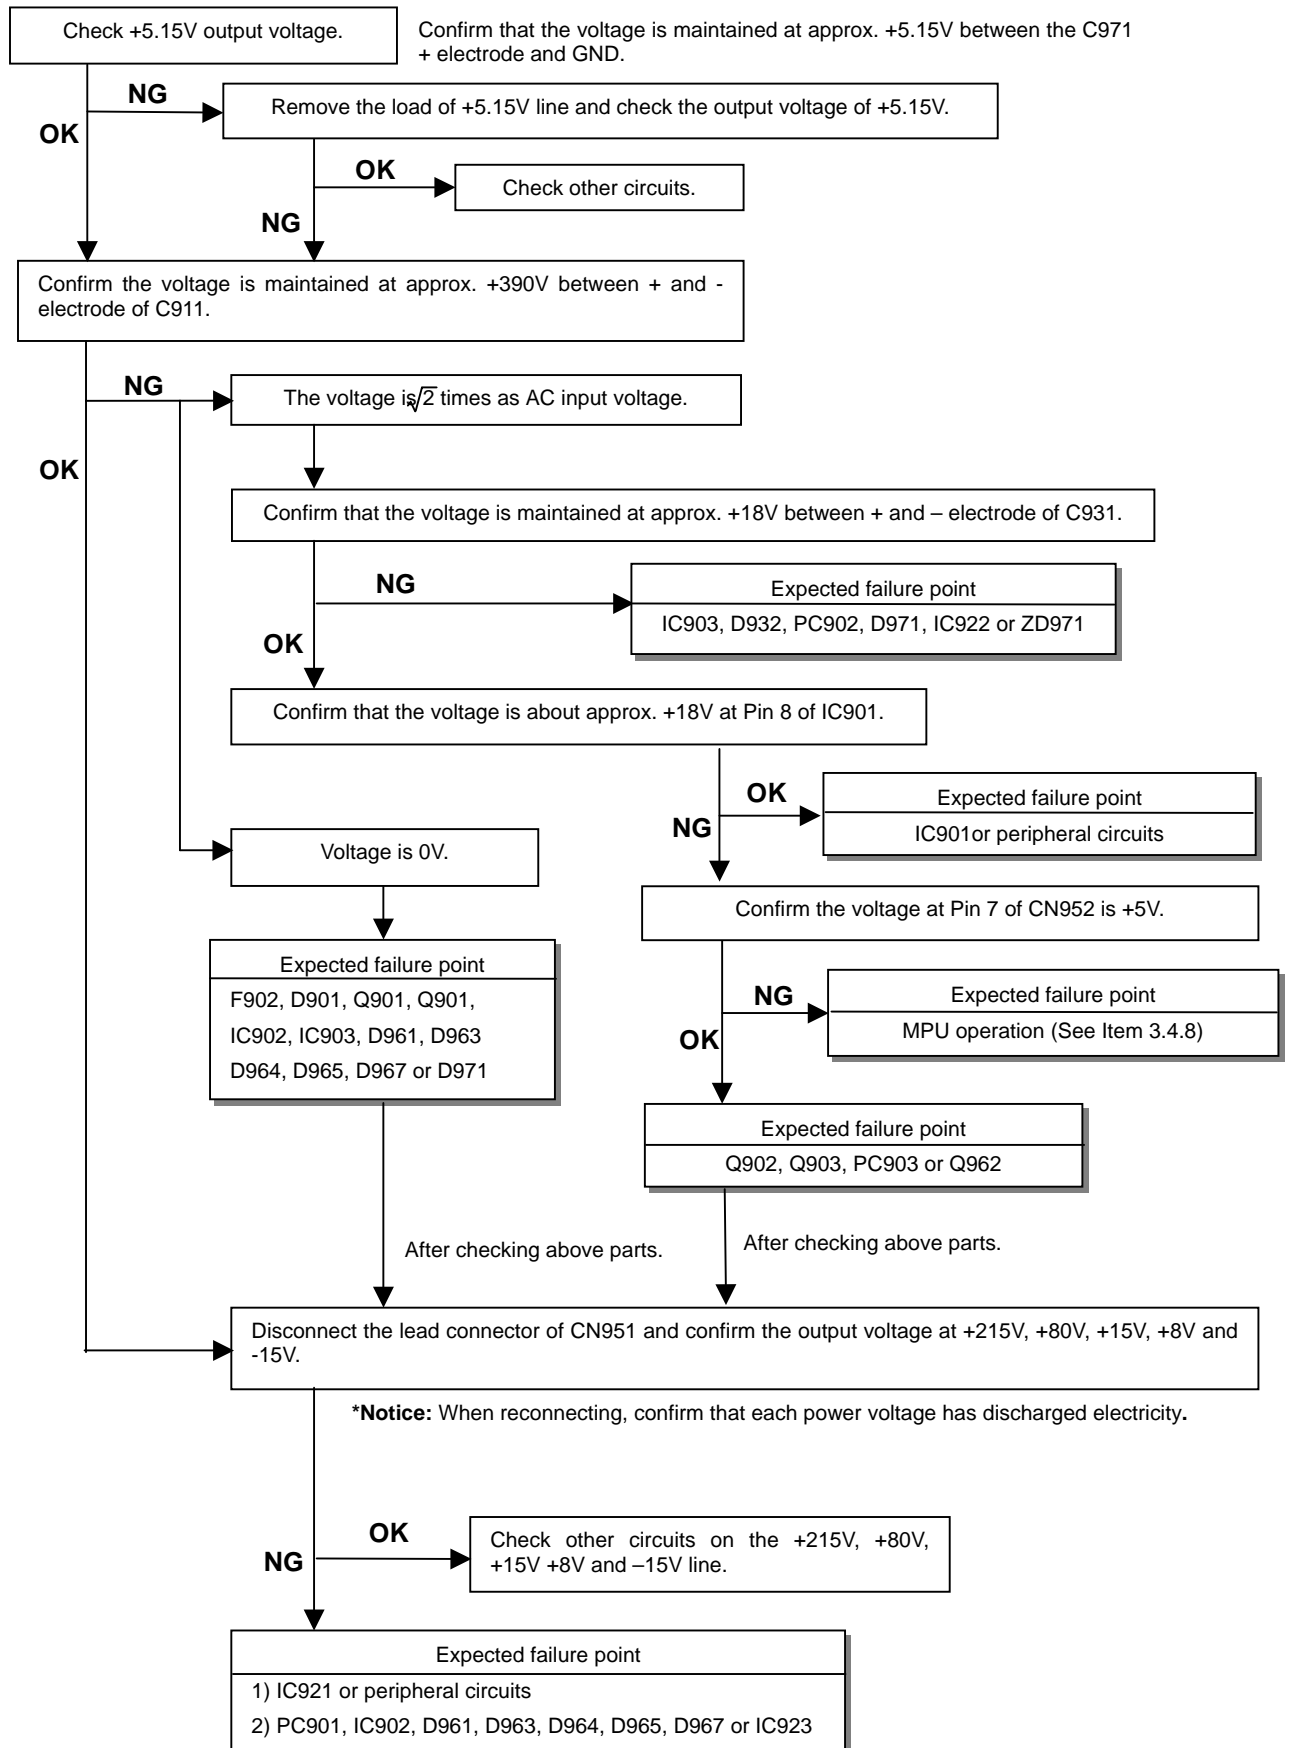 Check +5.15V output voltage.
Confirm that the voltage is maintained at approx. +5.15V between the C971
+ electrode and GND.
NG
Remove the load of +5.15V line and check the output voltage of +5.15V.
OK
OK
Check other circuits.
NG
Confirm the voltage is maintained at approx. +390V between + and -
electrode of C911.
NG
The voltage is √2 times as AC input voltage.
OK
Confirm that the voltage is maintained at approx. +18V between + and – electrode of C931.
NG
Expected failure point
IC903, D932, PC902, D971, IC922 or ZD971
OK
Confirm that the voltage is about approx. +18V at Pin 8 of IC901.
OK
Expected failure point
IC901or peripheral circuits
NG
Voltage is 0V.
Confirm the voltage at Pin 7 of CN952 is +5V.
Expected failure point
F902, D901, Q901, Q901,
IC902, IC903, D961, D963
D964, D965, D967 or D971
NG
Expected failure point
MPU operation (See Item 3.4.8)
OK
Expected failure point
Q902, Q903, PC903 or Q962
After checking above parts.
After checking above parts.
Disconnect the lead connector of CN951 and confirm the output voltage at +215V, +80V, +15V, +8V and
-15V.
*Notice: When reconnecting, confirm that each power voltage has discharged electricity.
OK
Check other circuits on the +215V, +80V,
+15V +8V and –15V line.
NG
Expected failure point
1) IC921 or peripheral circuits
2) PC901, IC902, D961, D963, D964, D965, D967 or IC923